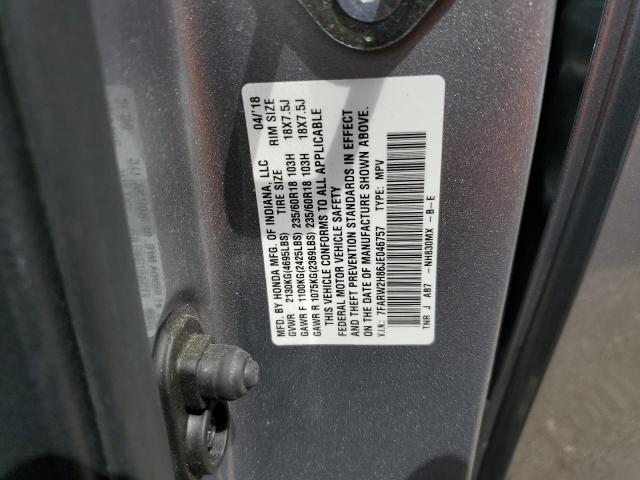 MFD. BY HONDA MFG. OF INDIANA, LLC 04/'18
GVWR 2130KG(4695LBS) TIRE SIZE RIM SIZE
GAWR F 1100KG(2425LBS) 235/60R18 103H 18X7.5J
GAWR R 1075KG(2369LBS) 235/60R18 103H 18X7.5J
THIS VEHICLE CONFORMS TO ALL APPLICABLE
FEDERAL MOTOR VEHICLE SAFETY
AND THEFT PREVENTION STANDARDS IN EFFECT
ON THE DATE OF MANUFACTURE SHOWN ABOVE.
V.I.N: 7FARW2H86JE046757 TYPE: MPV
TNR J AB7 -NH830MX -B-E